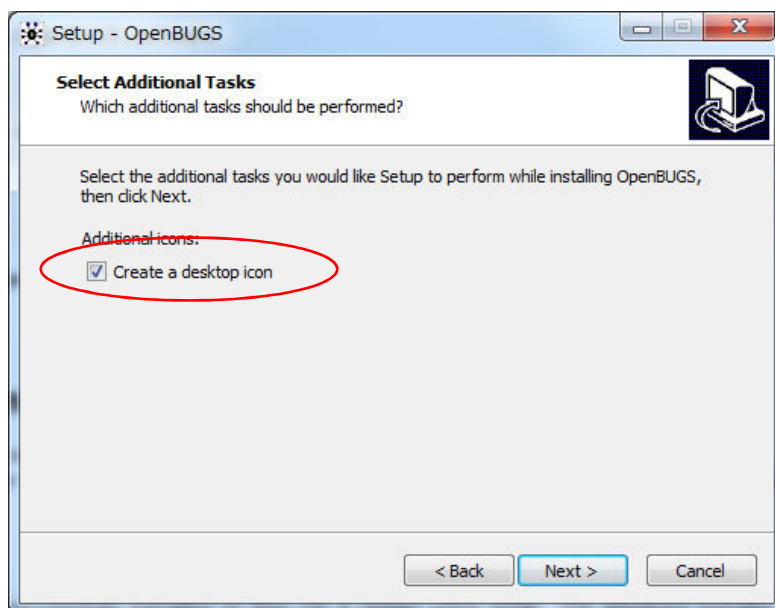 Setup - OpenBUGS
Select Additional Tasks
Which additional tasks should be performed?
Select the additional tasks you would like Setup to perform while installing OpenBUGS,
then click Next.
Additional icons:
Create a desktop icon
< Back Next > Cancel